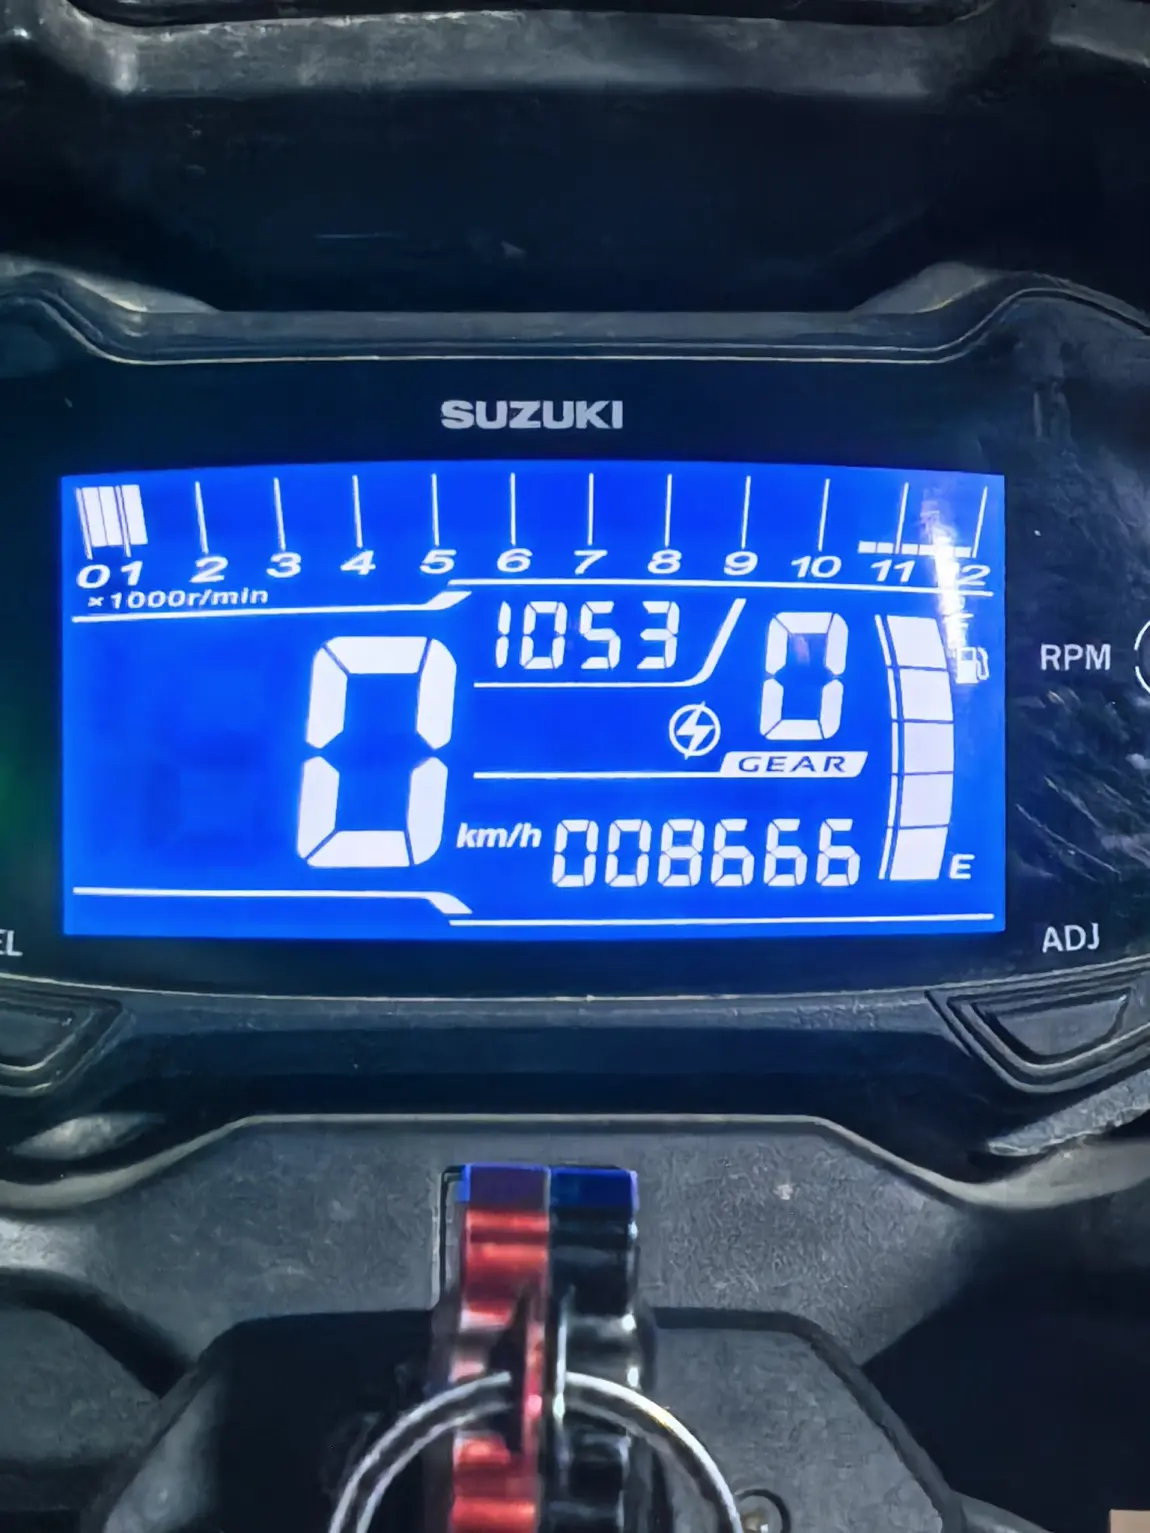 SUZUKI
0 1 2 3 4 5 6 7 8 9 10 11 12
×1000r/min
1053
0
GEAR
0 km/h
008666
E
RPM
EL
ADJ